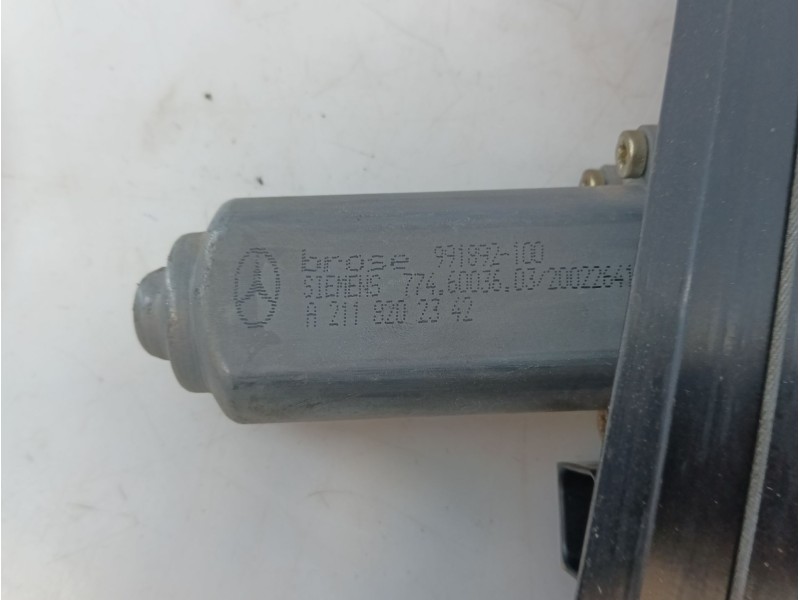 brose 991892-100
SIEMENS 774.60036.03/20022641
A 211 820 23 42